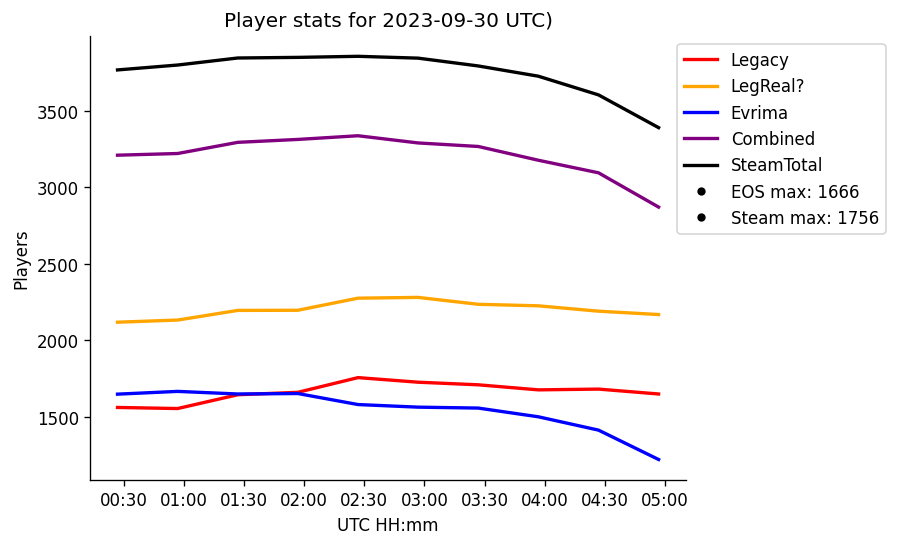 Player stats for 2023-09-30 UTC)
Legacy
LegReal?
Evrima
Combined
SteamTotal
EOS max: 1666
Steam max: 1756
Players
3500
3000
2500
2000
1500
00:30 01:00 01:30 02:00 02:30 03:00 03:30 04:00 04:30 05:00
UTC HH:mm